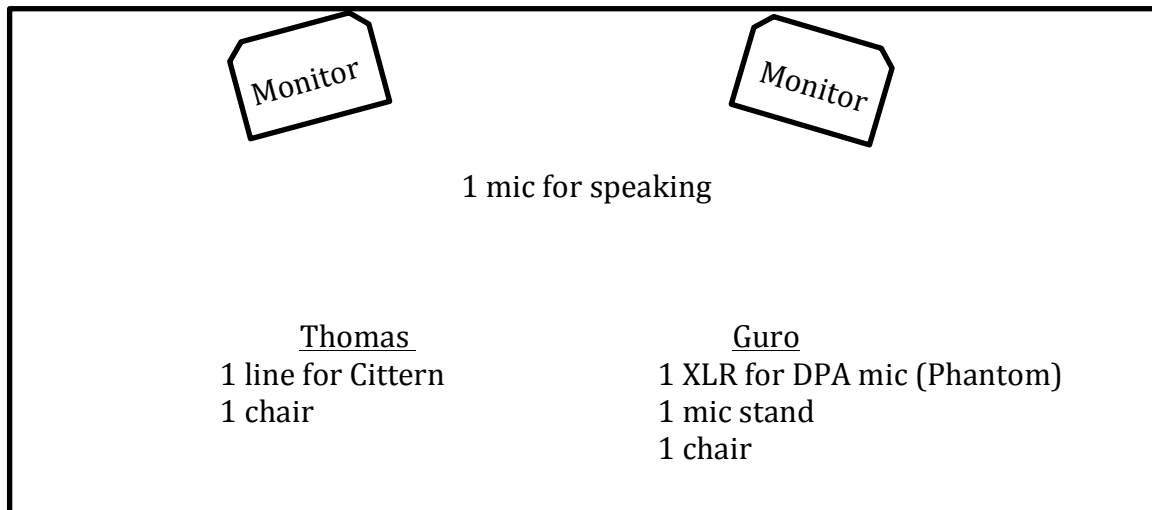 Monitor
Monitor
1 mic for speaking
Thomas
1 line for Cittern
1 chair
Guro
1 XLR for DPA mic (Phantom)
1 mic stand
1 chair